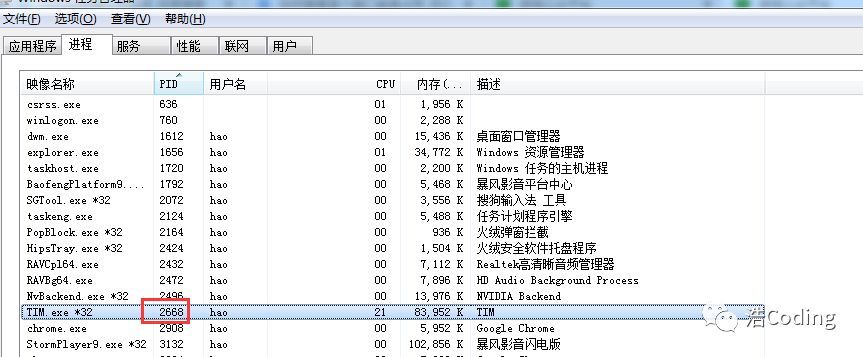 Windows 任务管理器
文件(F) 选项(O) 查看(V) 帮助(H)
应用程序 进程 服务 性能 联网 用户
映像名称 PID 用户名 CPU 内存(... 描述
csrss.exe 636 01 1,956 K
winlogon.exe 760 00 2,288 K
dwm.exe 1612 hao 00 15,436 K 桌面窗口管理器
explorer.exe 1656 hao 01 34,772 K Windows 资源管理器
taskhost.exe 1720 hao 00 2,200 K Windows 任务的主机进程
BaofengPlatform9.... 1792 hao 00 5,468 K 暴风影音平台中心
SGTool.exe *32 2072 hao 00 3,556 K 搜狗输入法 工具
taskeng.exe 2124 hao 00 5,488 K 任务计划程序引擎
PopBlock.exe *32 2164 hao 00 936 K 火绒弹窗拦截
HipsTray.exe *32 2424 hao 00 1,504 K 火绒安全软件托盘程序
RAVCpl64.exe 2432 hao 00 7,112 K Realtek高清晰音频管理器
RAVBg64.exe 2472 hao 00 7,896 K HD Audio Background Process
NvBackend.exe *32 2496 hao 00 13,976 K NVIDIA Backend
TIM.exe *32 2668 hao 21 83,952 K TIM
chrome.exe 2908 hao 00 5,952 K Google Chrome
StormPlayer9.exe *32 3132 hao 00 102,856 K 暴风影音闪电版
浩Coding